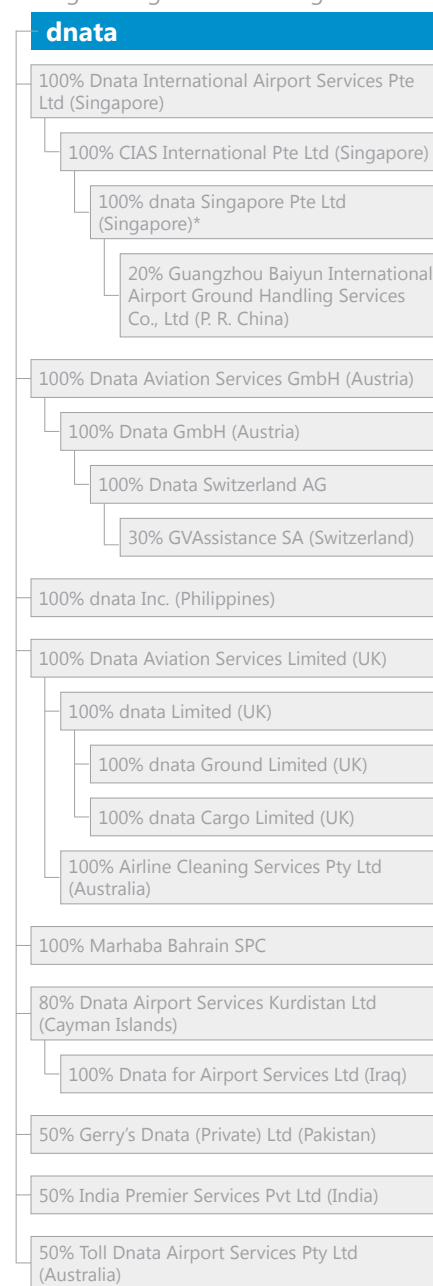 dnata
100% Dnata International Airport Services Pte
Ltd (Singapore)
100% CIAS International Pte Ltd (Singapore)
100% dnata Singapore Pte Ltd
(Singapore)*
20% Guangzhou Baiyun International
Airport Ground Handling Services
Co., Ltd (P. R. China)
100% Dnata Aviation Services GmbH (Austria)
100% Dnata GmbH (Austria)
100% Dnata Switzerland AG
30% GVAssistance SA (Switzerland)
100% dnata Inc. (Philippines)
100% Dnata Aviation Services Limited (UK)
100% dnata Limited (UK)
100% dnata Ground Limited (UK)
100% dnata Cargo Limited (UK)
100% Airline Cleaning Services Pty Ltd
(Australia)
100% Marhaba Bahrain SPC
80% Dnata Airport Services Kurdistan Ltd
(Cayman Islands)
100% Dnata for Airport Services Ltd (Iraq)
50% Gerry's Dnata (Private) Ltd (Pakistan)
50% India Premier Services Pvt Ltd (India)
50% Toll Dnata Airport Services Pty Ltd
(Australia)